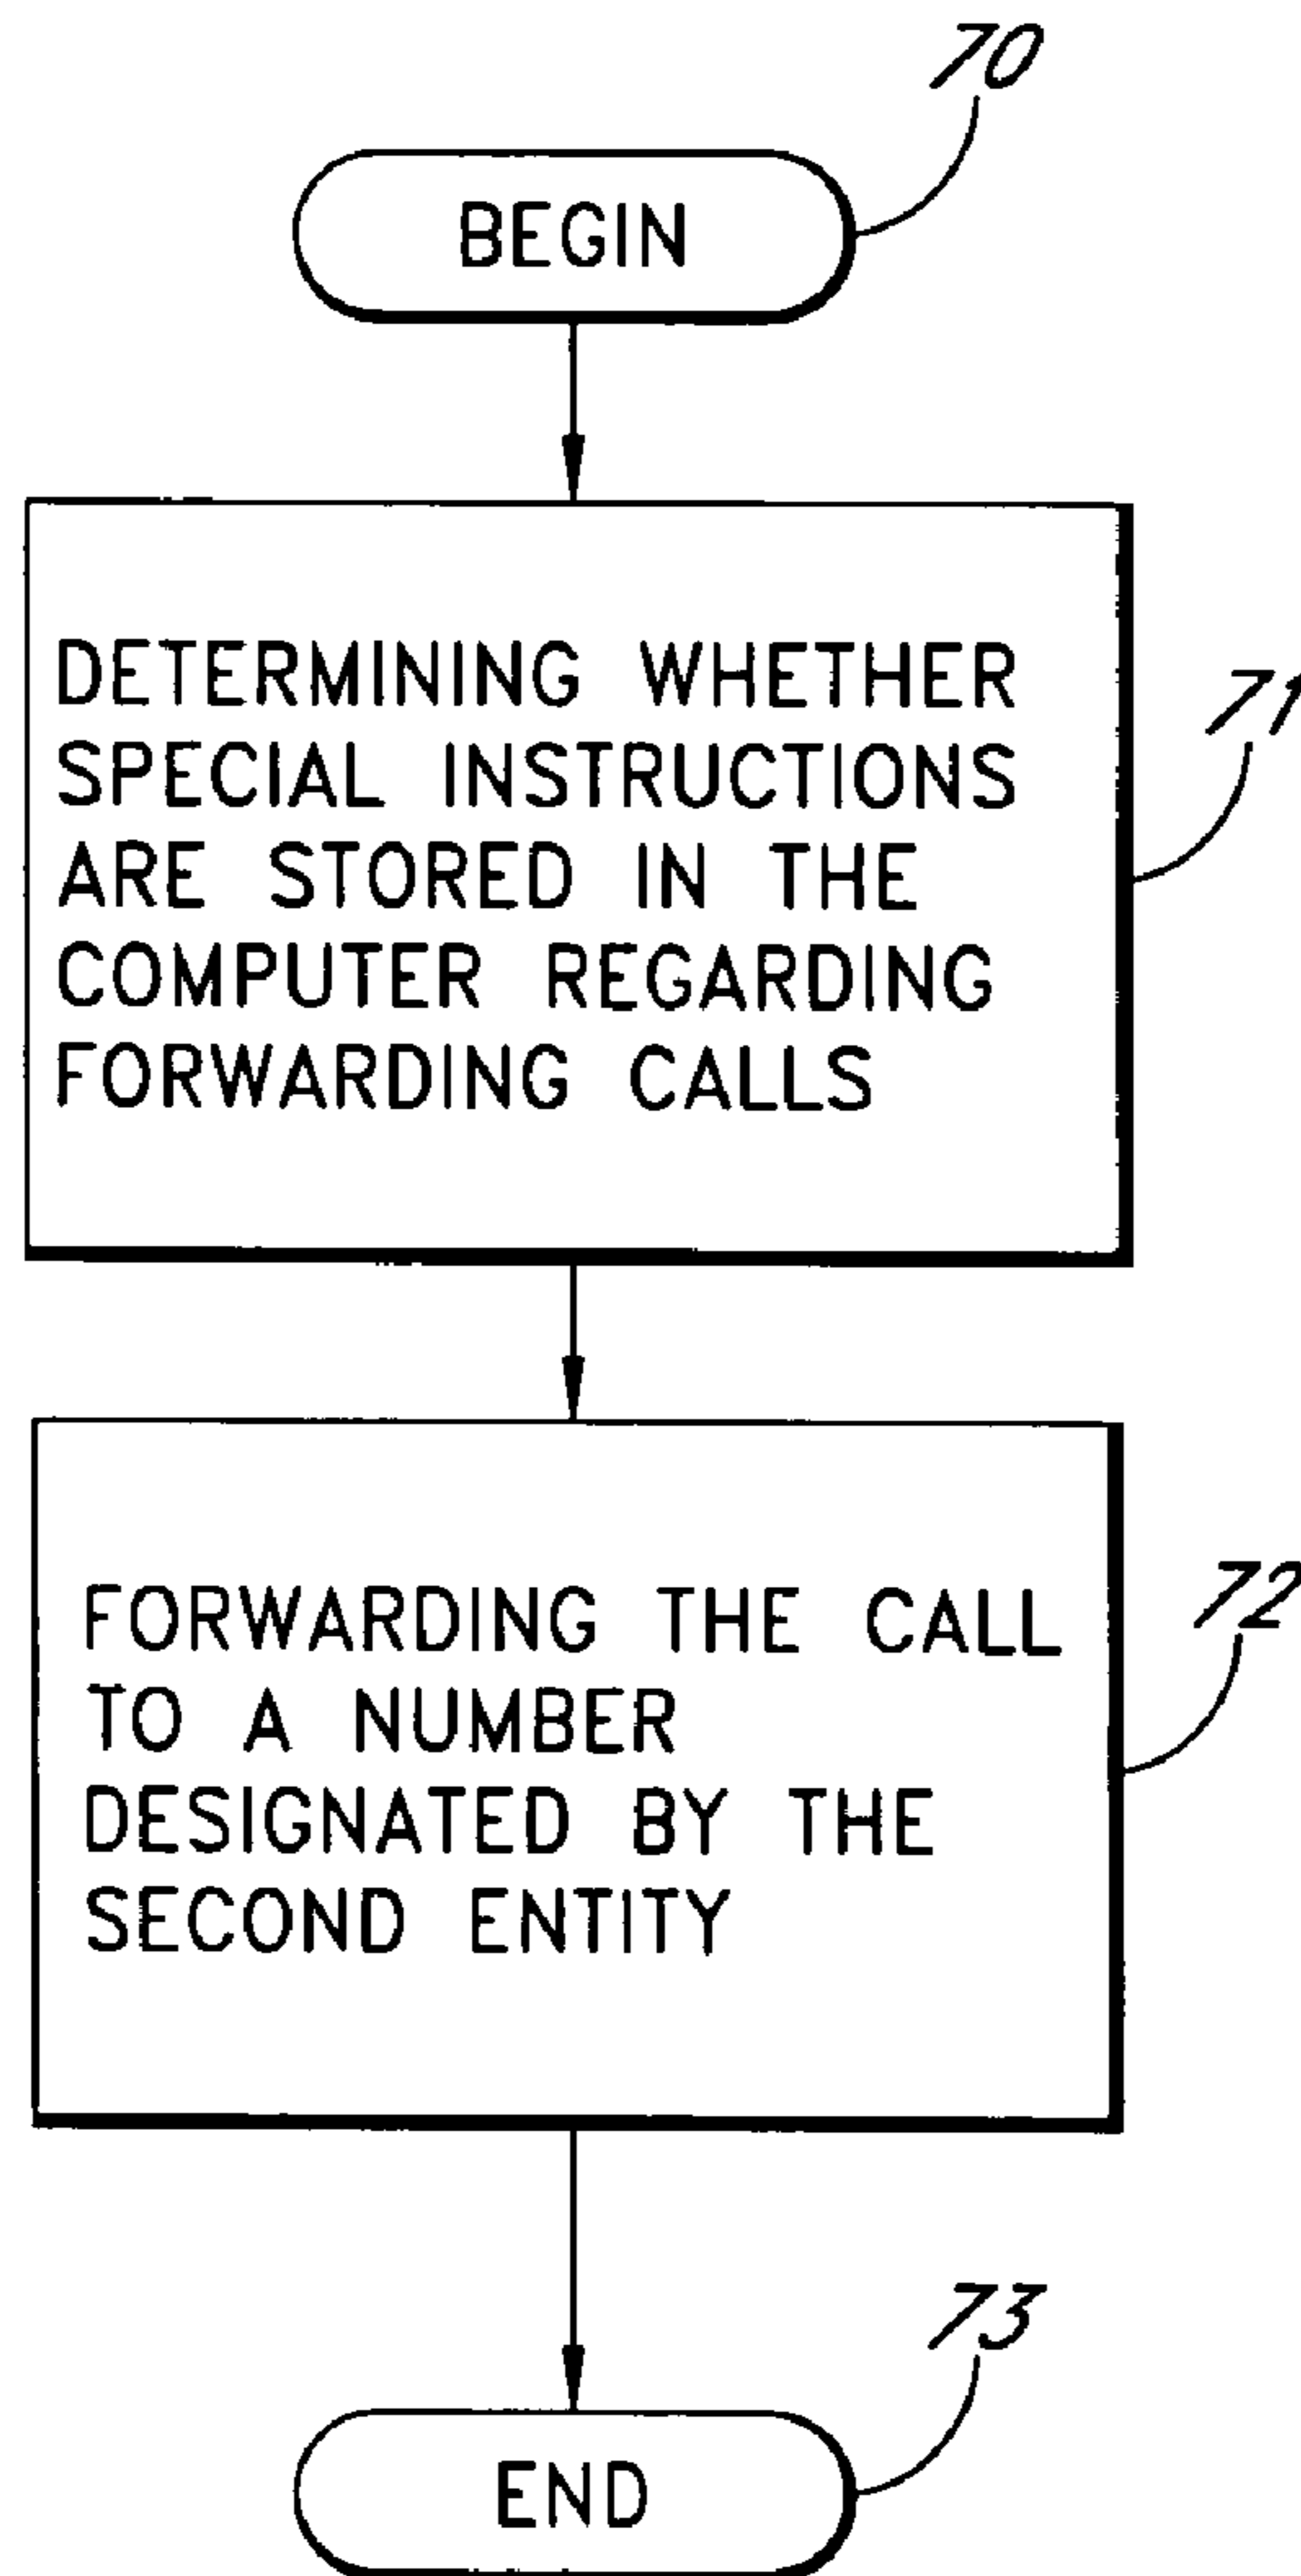 70
BEGIN
DETERMINING WHETHER
SPECIAL INSTRUCTIONS
ARE STORED IN THE
COMPUTER REGARDING
FORWARDING CALLS
71
FORWARDING THE CALL
TO A NUMBER
DESIGNATED BY THE
SECOND ENTITY
72
73
END